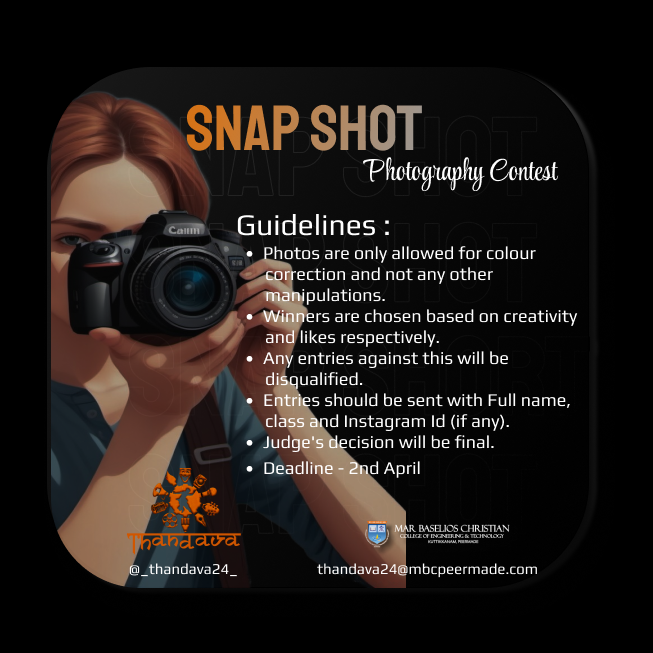 SNAP SHOT
Photography Contest
Guidelines :
• Photos are only allowed for colour
correction and not any other
manipulations.
• Winners are chosen based on creativity
and likes respectively.
• Any entries against this will be
disqualified.
• Entries should be sent with Full name,
class and Instagram Id (if any).
• Judge's decision will be final.
• Deadline - 2nd April
Thandava
MAR BASELIOS CHRISTIAN
COLLEGE OF ENGINEERING & TECHNOLOGY
KUTTIKKANAM, PEERMADE
@_thandava24_
thandava24@mbcpeermade.com